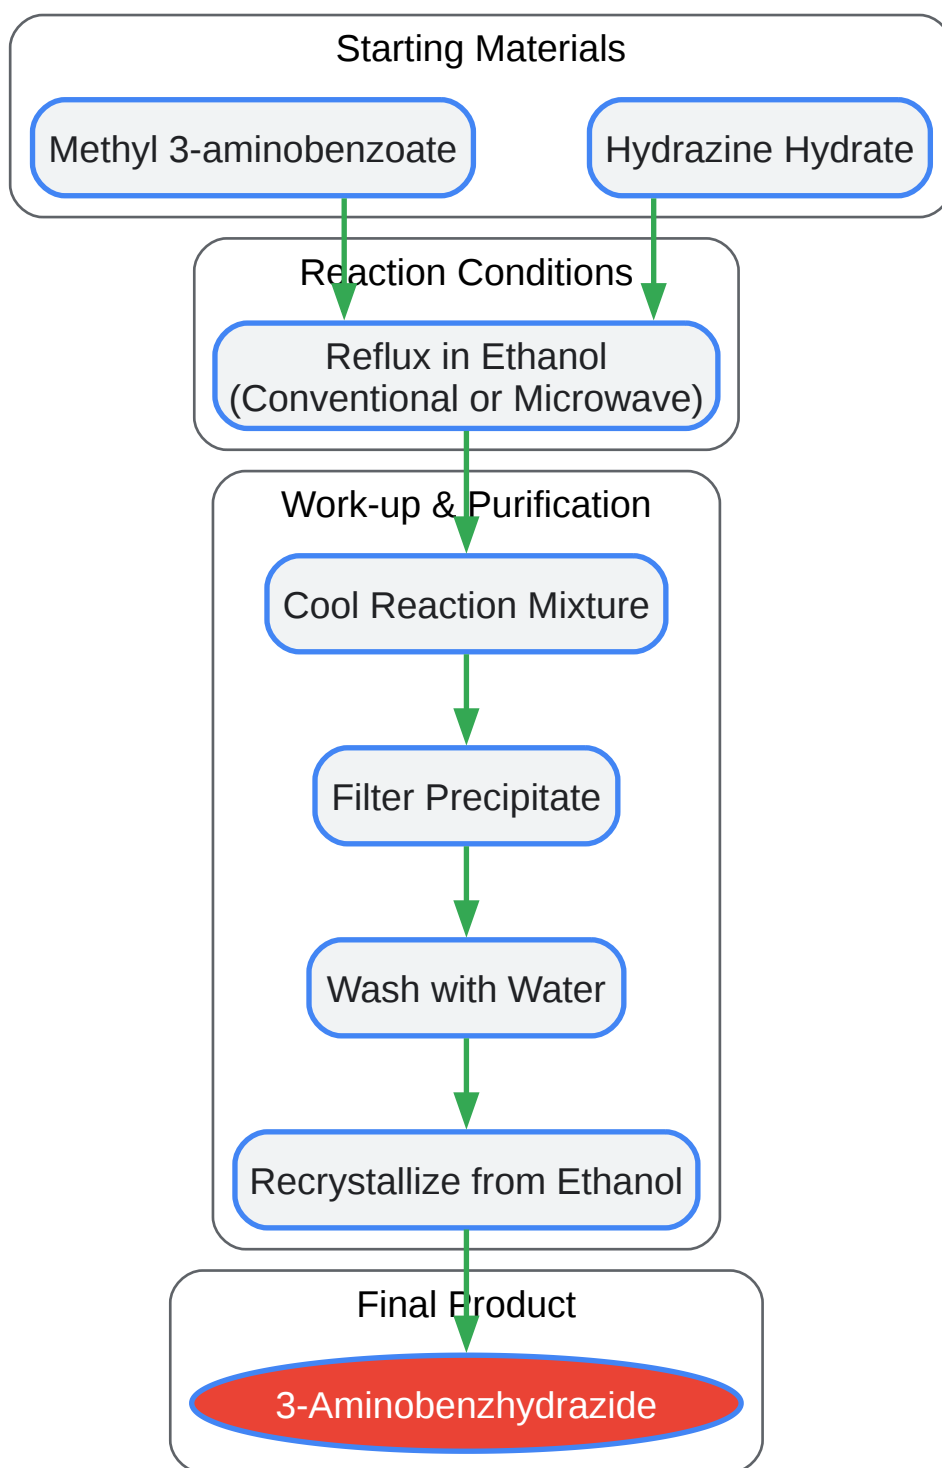 Starting Materials
Methyl 3-aminobenzoate
Hydrazine Hydrate
Reaction Conditions
Reflux in Ethanol
(Conventional or Microwave)
Work-up & Purification
Cool Reaction Mixture
Filter Precipitate
Wash with Water
Recrystallize from Ethanol
Final Product
3-Aminobenzhydrazide